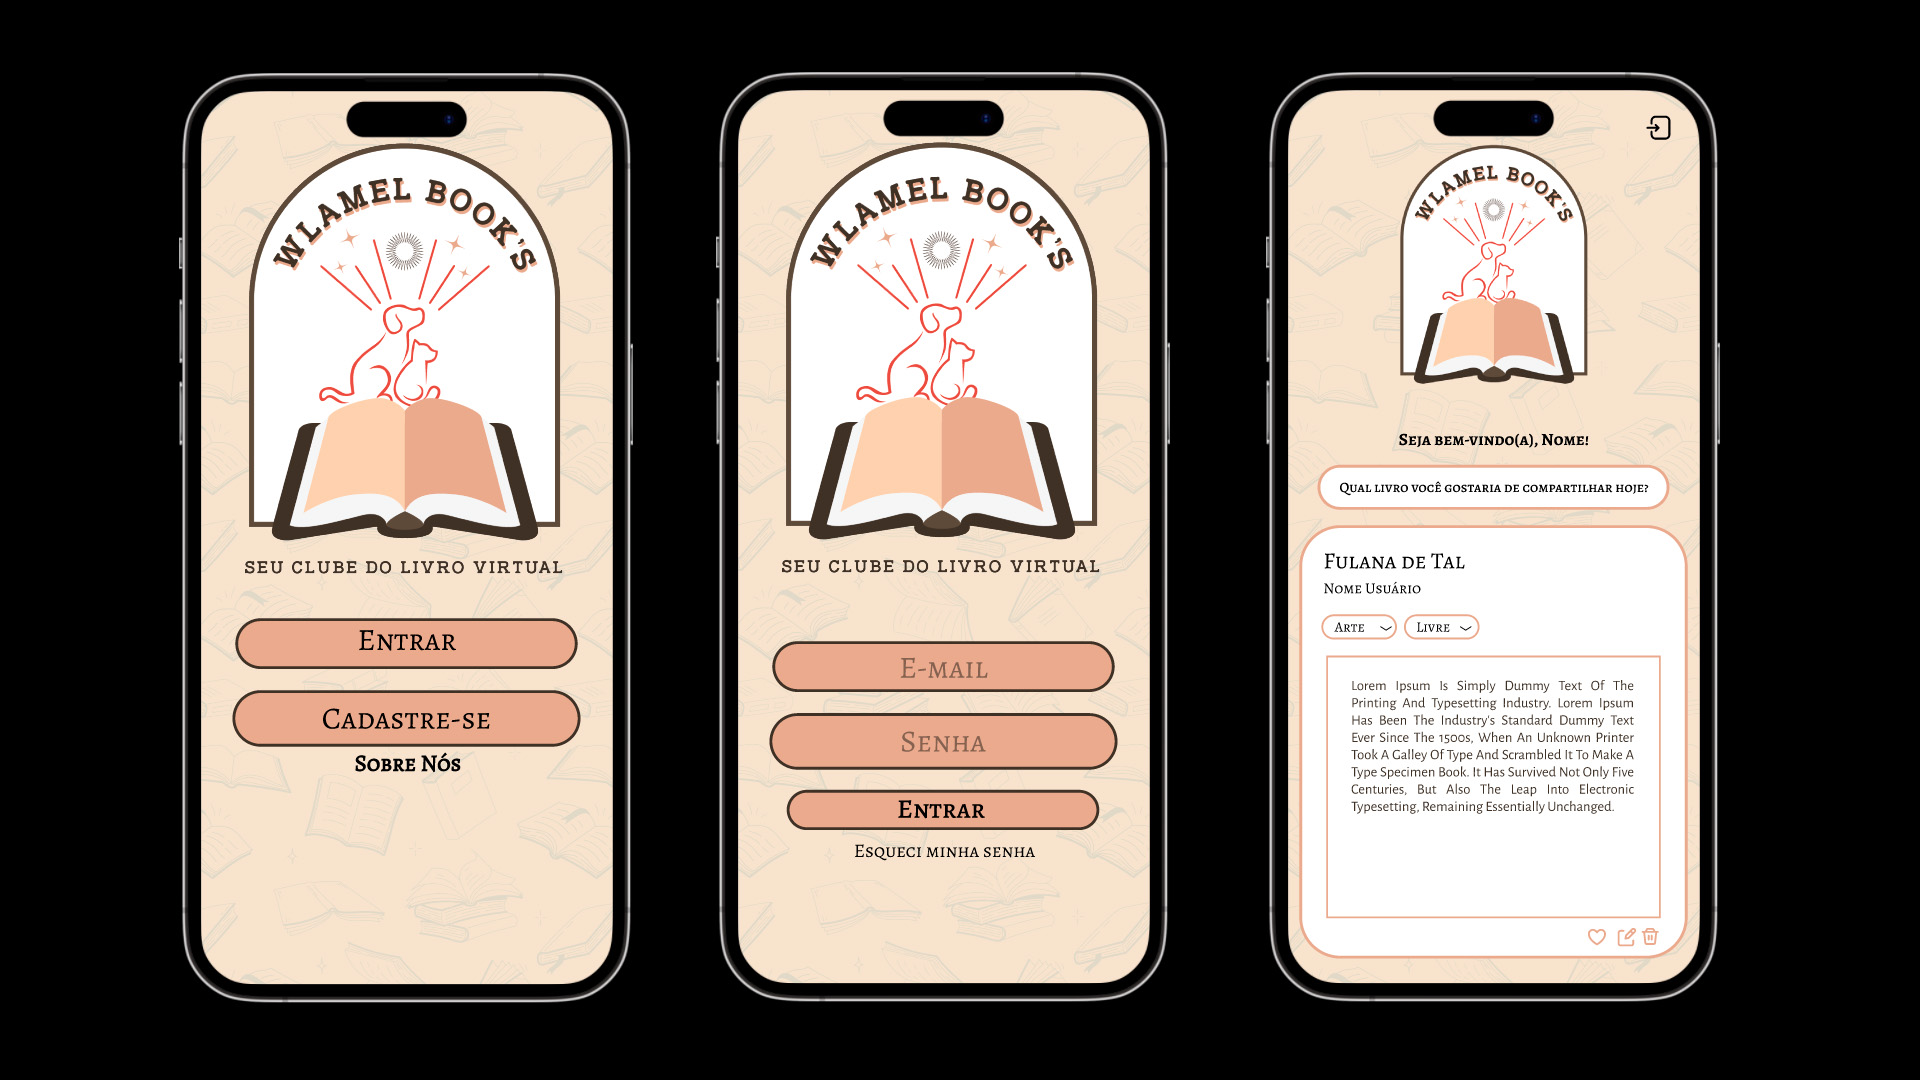 WLAMEL BOOK'S
SEU CLUBE DO LIVRO VIRTUAL
Entrar
Cadastre-se
Sobre Nós
WLAMEL BOOK'S
SEU CLUBE DO LIVRO VIRTUAL
E-mail
Senha
Entrar
Esqueci minha senha
WLAMEL BOOK'S
Seja bem-vindo(a), Nome!
Qual livro você gostaria de compartilhar hoje?
Fulana de Tal
Nome Usuário
Arte
Livre
Lorem Ipsum Is Simply Dummy Text Of The
Printing And Typesetting Industry. Lorem Ipsum
Has Been The Industry's Standard Dummy Text
Ever Since The 1500s, When An Unknown Printer
Took A Galley Of Type And Scrambled It To Make A
Type Specimen Book. It Has Survived Not Only Five
Centuries, But Also The Leap Into Electronic
Typesetting, Remaining Essentially Unchanged.